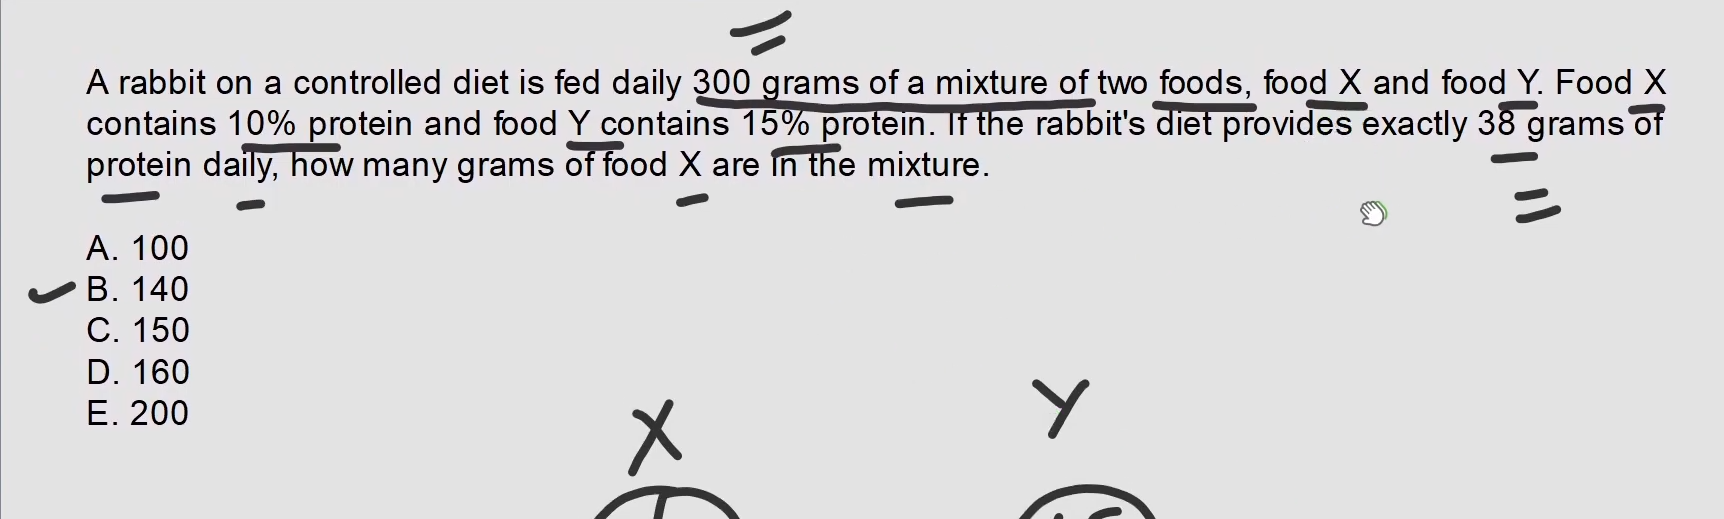 A rabbit on a controlled diet is fed daily 300 grams of a mixture of two foods, food X and food Y. Food X
contains 10% protein and food Y contains 15% protein. If the rabbit's diet provides exactly 38 grams of
protein daily, how many grams of food X are in the mixture.
A. 100
B. 140
C. 150
D. 160
E. 200
X Y